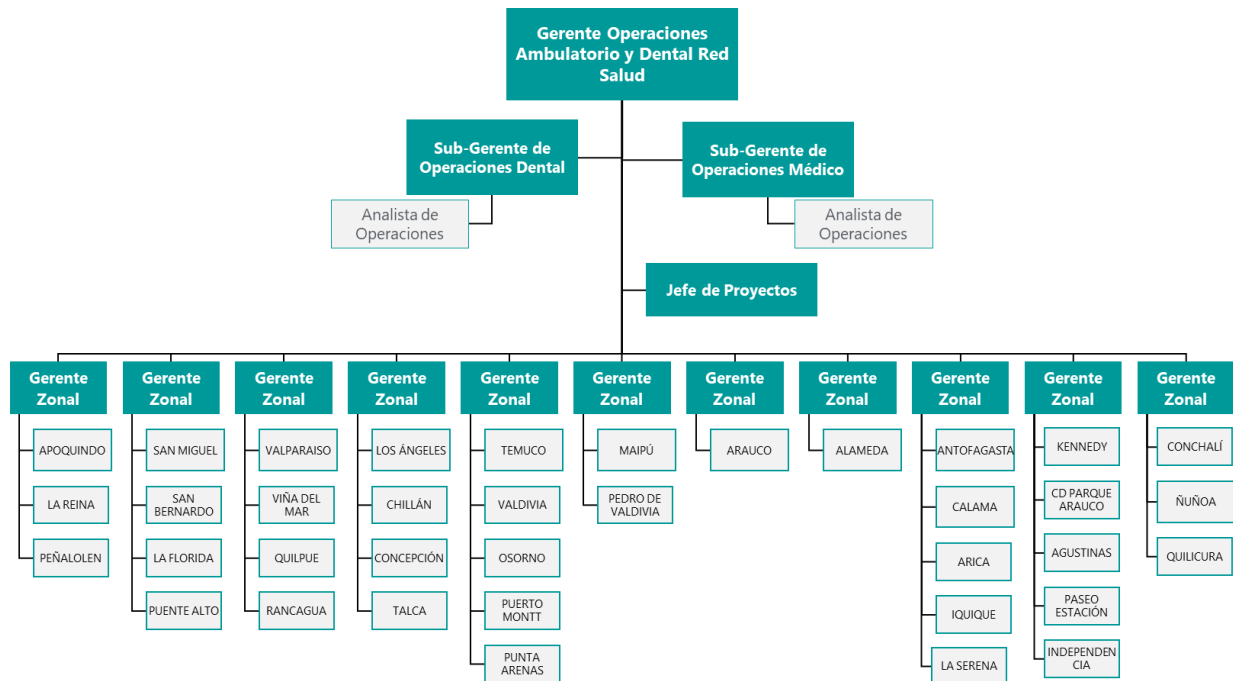 Gerente Operaciones
Ambulatorio y Dental Red
Salud
Sub-Gerente de
Operaciones Dental
Sub-Gerente de
Operaciones Médico
Analista de
Operaciones
Analista de
Operaciones
Jefe de Proyectos
Gerente
Zonal
APOQUINDO
LA REINA
PEÑALOLEN
Gerente
Zonal
SAN MIGUEL
SAN
BERNARDO
LA FLORIDA
PUENTE ALTO
Gerente
Zonal
VALPARAISO
VIÑA DEL
MAR
QUILPUE
RANCAGUA
Gerente
Zonal
LOS ÁNGELES
CHILLÁN
CONCEPCIÓN
TALCA
Gerente
Zonal
TEMUCO
VALDIVIA
OSORNO
PUERTO
MONTT
PUNTA
ARENAS
Gerente
Zonal
MAIPÚ
PEDRO DE
VALDIVIA
Gerente
Zonal
ARAUCO
Gerente
Zonal
ALAMEDA
Gerente
Zonal
ANTOFAGASTA
CALAMA
ARICA
IQUIQUE
LA SERENA
Gerente
Zonal
KENNEDY
CD PARQUE
ARAUCO
AGUSTINAS
PASEO
ESTACIÓN
INDEPENDEN
CIA
Gerente
Zonal
CONCHALÍ
ÑUÑOA
QUILICURA